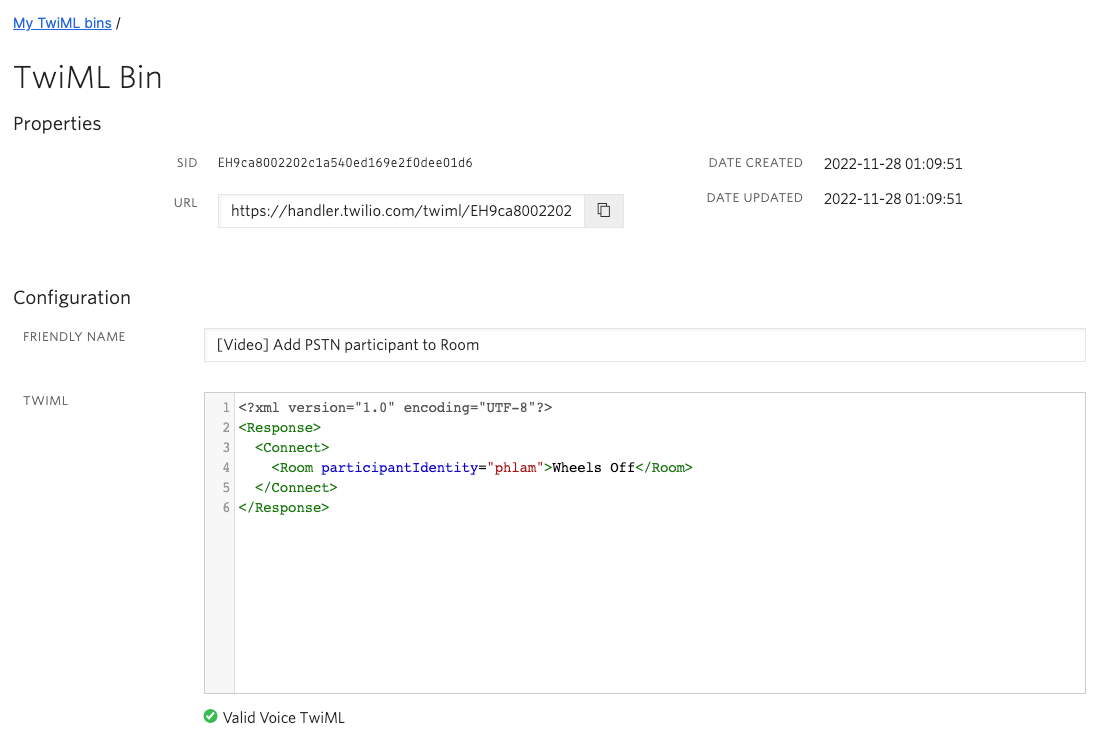 My TwiML bins /
TwiML Bin
Properties
SID EH9ca8002202c1a540ed169e2f0dee01d6
DATE CREATED 2022-11-28 01:09:51
URL https://handler.twilio.com/twiml/EH9ca8002202
DATE UPDATED 2022-11-28 01:09:51
Configuration
FRIENDLY NAME [Video] Add PSTN participant to Room
TWIML
1 <?xml version="1.0" encoding="UTF-8"?>
2 <Response>
3   <Connect>
4     <Room participantIdentity="phlam">Wheels Off</Room>
5   </Connect>
6 </Response>
Valid Voice TwiML